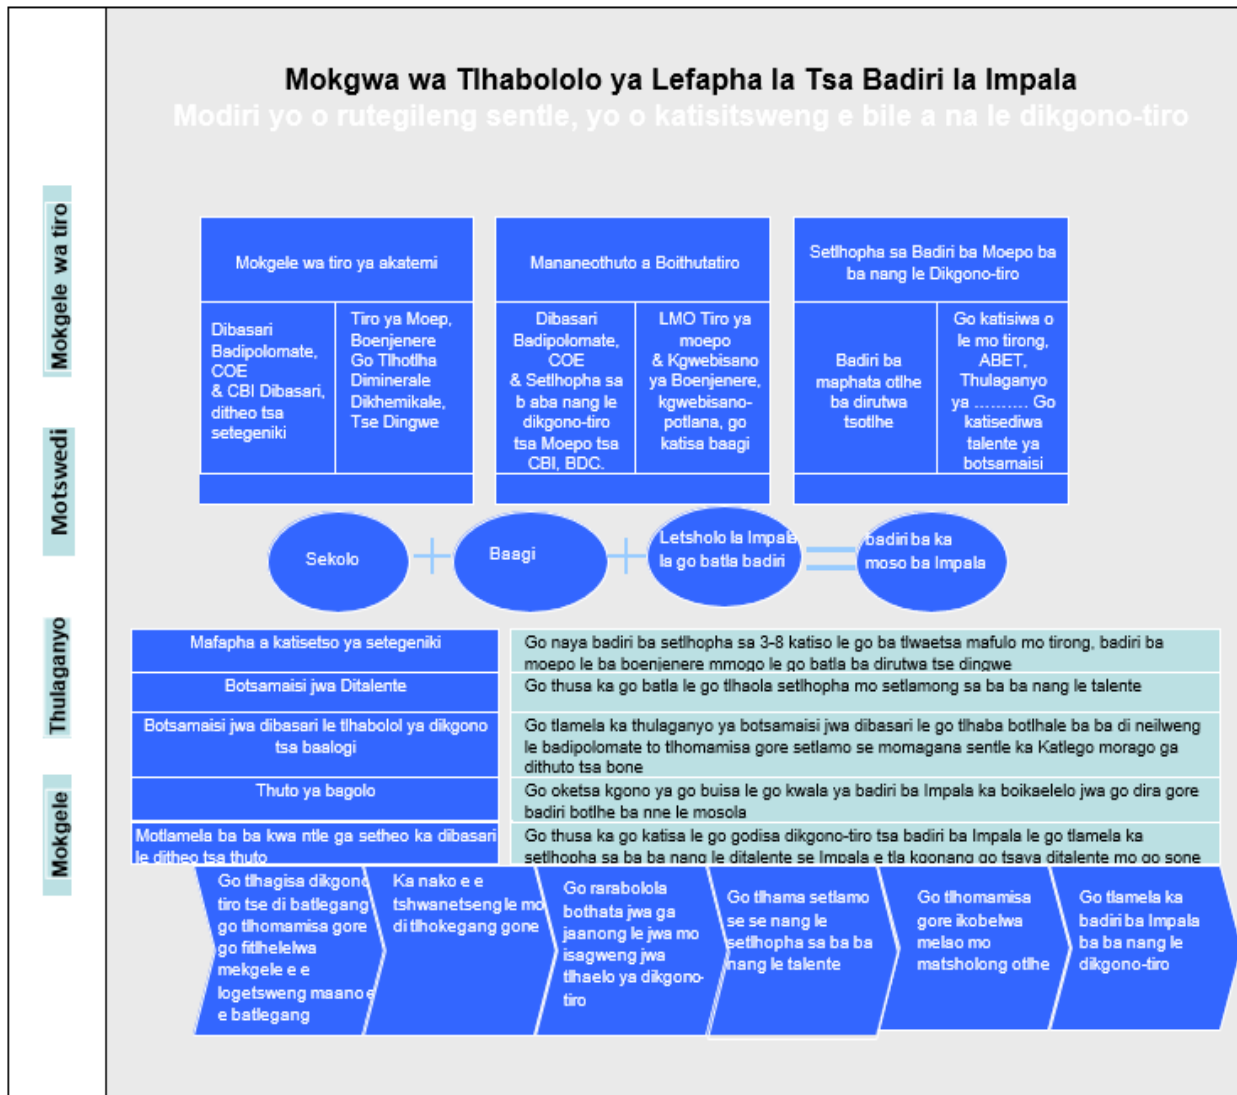 Mokgwa wa Tlhabololo ya Lefapha la Tsa Badiri la Impala
Modiri yo o rutegileng sentle, yo o katisitsweng e bile a na le dikgono-tiro
Mokgele wa tiro
Mokgele wa tiro ya akatemi
Dibasari
Badipolomate,
COE
& CBI Dibasari,
ditheo tsa
setegeniki
Tiro ya Moep,
Boenjenere
Go Tlhotlha
Diminerale
Dikhemikale,
Tse Dingwe
Mananeothuto a Boithutatiro
Dibasari
Badipolomate,
COE
& Setlhopha sa
b aba nang le
dikgono-tiro
tsa Moepo tsa
CBI, BDC.
LMO Tiro ya
moepo
& Kgwebisano
ya Boenjenere,
kgwebisano-
potlana, go
katisa baagi
Setlhopha sa Badiri ba Moepo ba
ba nang le Dikgono-tiro
Badiri ba
maphata otlhe
ba dirutwa
tsotlhe
Go katisiwa o
le mo tirong,
ABET,
Thulaganyo
ya .......... Go
katisediwa
talente ya
botsamaisi
Motswedi
Sekolo
Baagi
Letsholo la Impala
la go batla badiri
badiri ba ka
moso ba Impala
Thulaganyo
Mafapha a katisetso ya setegeniki
Go naya badiri ba setlhopha sa 3-8 katiso le go ba tlwaetsa mafulo mo tirong, badiri ba
moepo le ba boenjenere mmogo le go batla ba dirutwa tse dingwe
Botsamaisi jwa Ditalente
Go thusa ka go batla le go tlhaola setlhopha mo setlamong sa ba ba nang le talente
Botsamaisi jwa dibasari le tlhabolol ya dikgono
tsa baalogi
Go tlamela ka thulaganyo ya botsamaisi jwa dibasari le go tlhaba botlhale ba ba di neilweng
le badipolomate to tlhomamisa gore setlamo se momagana sentle ka Katlego morago ga
dithuto tsa bone
Thuto ya bagolo
Go oketsa kgono ya go buisa le go kwala ya badiri ba Impala ka boikaelelo jwa go dira gore
badiri botlhe ba nne le mosola
Motlamela ba ba kwa ntle ga setheo ka dibasari
le ditheo tsa thuto
Go thusa ka go katisa le go godisa dikgono-tiro tsa badiri ba Impala le go tlamela ka
setlhopha sa ba ba nang le ditalente se Impala e tla kgonang go tsaya ditalente mo go sone
Mokgele
Go tlhagisa dikgono
tiro tse di batlegang
go tlhomamisa gore
go fitlhelelwa
mekgele e e
logetsweng maano e
e batlegang
Ka nako e e
tshwanetseng le mo
di tlhokegang gone
Go rarabolola
bothata jwa ga
jaanong le jwa mo
isagweng jwa
tlhaelo ya dikgono-
tiro
Go tlhama setlamo
se se nang le
setlhopha sa ba ba
nang le talente
Go tlhomamisa
gore ikobelwa
melao mo
matsholong otlhe
Go tlamela ka
badiri ba Impala
ba ba nang le
dikgono-tiro